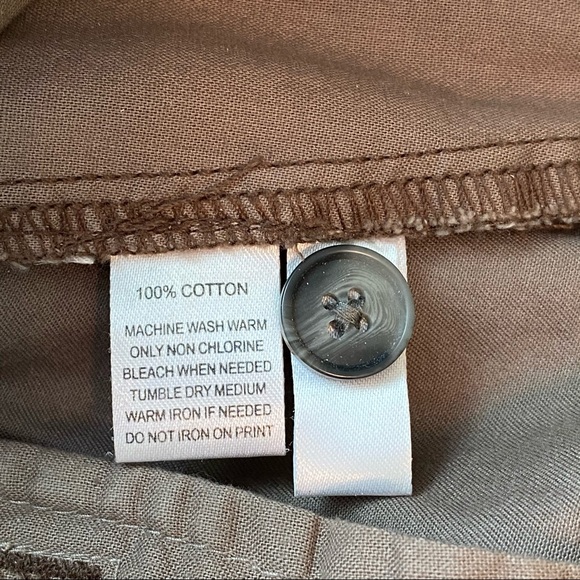 100% COTTON
MACHINE WASH WARM
ONLY NON CHLORINE
BLEACH WHEN NEEDED
TUMBLE DRY MEDIUM
WARM IRON IF NEEDED
DO NOT IRON ON PRINT